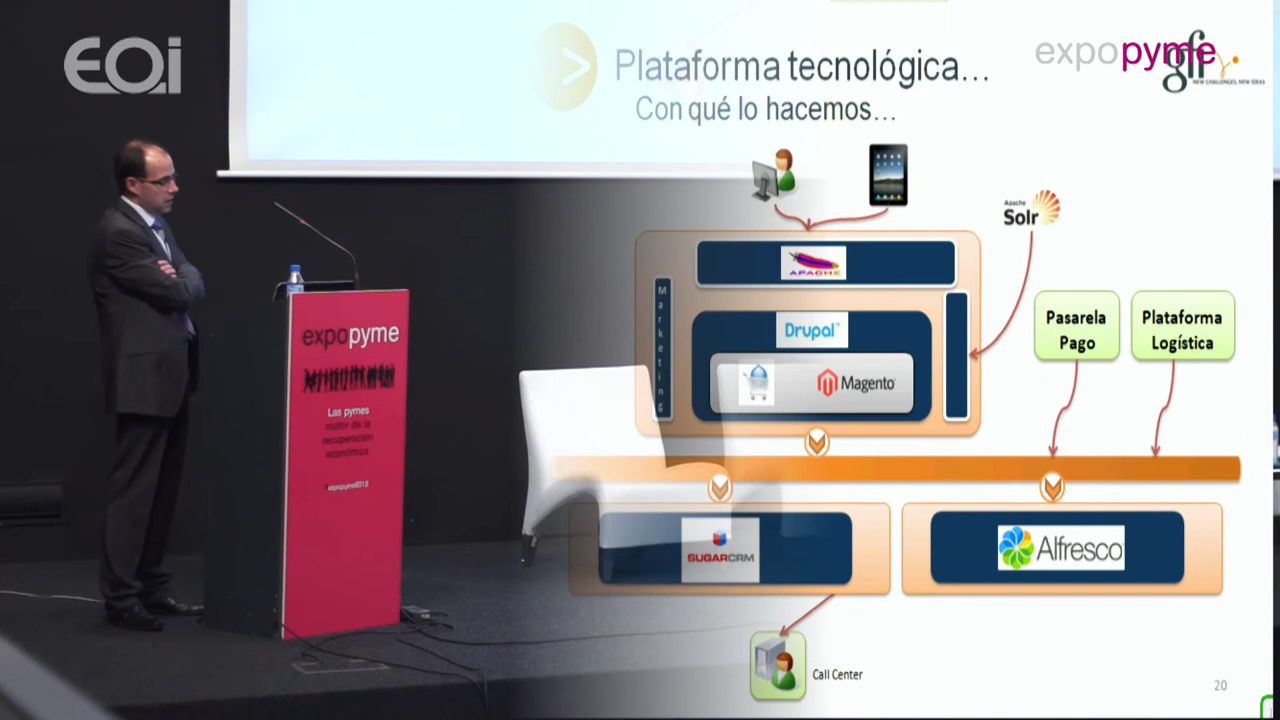 EOI
expopyme
gfi
NEW CHALLENGES, NEW IDEAS
Plataforma tecnológica...
Con qué lo hacemos...
Apache
Solr
APACHE
Marketing
Drupal™
Magento
Pasarela
Pago
Plataforma
Logística
SUGARCRM
Alfresco
Call Center
20
expopyme
Las pymes
motor de la
recuperación
económica
expopyme2012